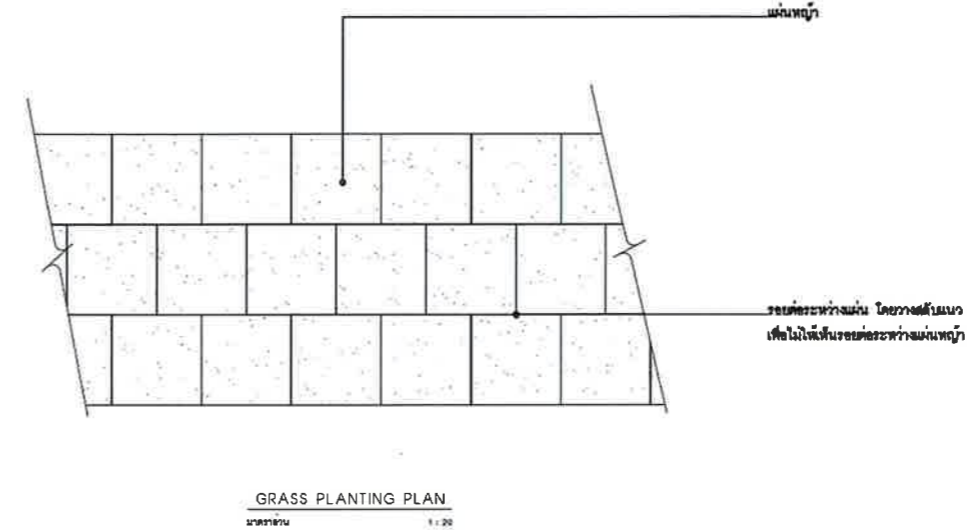 แผ่นหญ้า
รอยต่อระหว่างแผ่น โดยวางสลับแนว
เพื่อไม่ให้เห็นรอยต่อระหว่างแผ่นหญ้า
GRASS PLANTING PLAN
มาตราส่วน 1 : 20